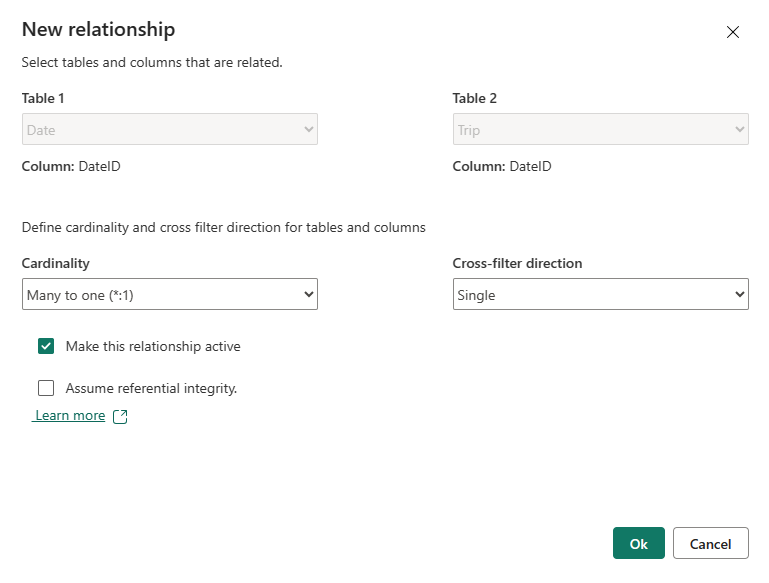 New relationship
Select tables and columns that are related.
Table 1
Table 2
Date
Trip
Column: DateID
Column: DateID
Define cardinality and cross filter direction for tables and columns
Cardinality
Cross-filter direction
Many to one (*:1)
Single
Make this relationship active
Assume referential integrity.
Learn more
Ok
Cancel